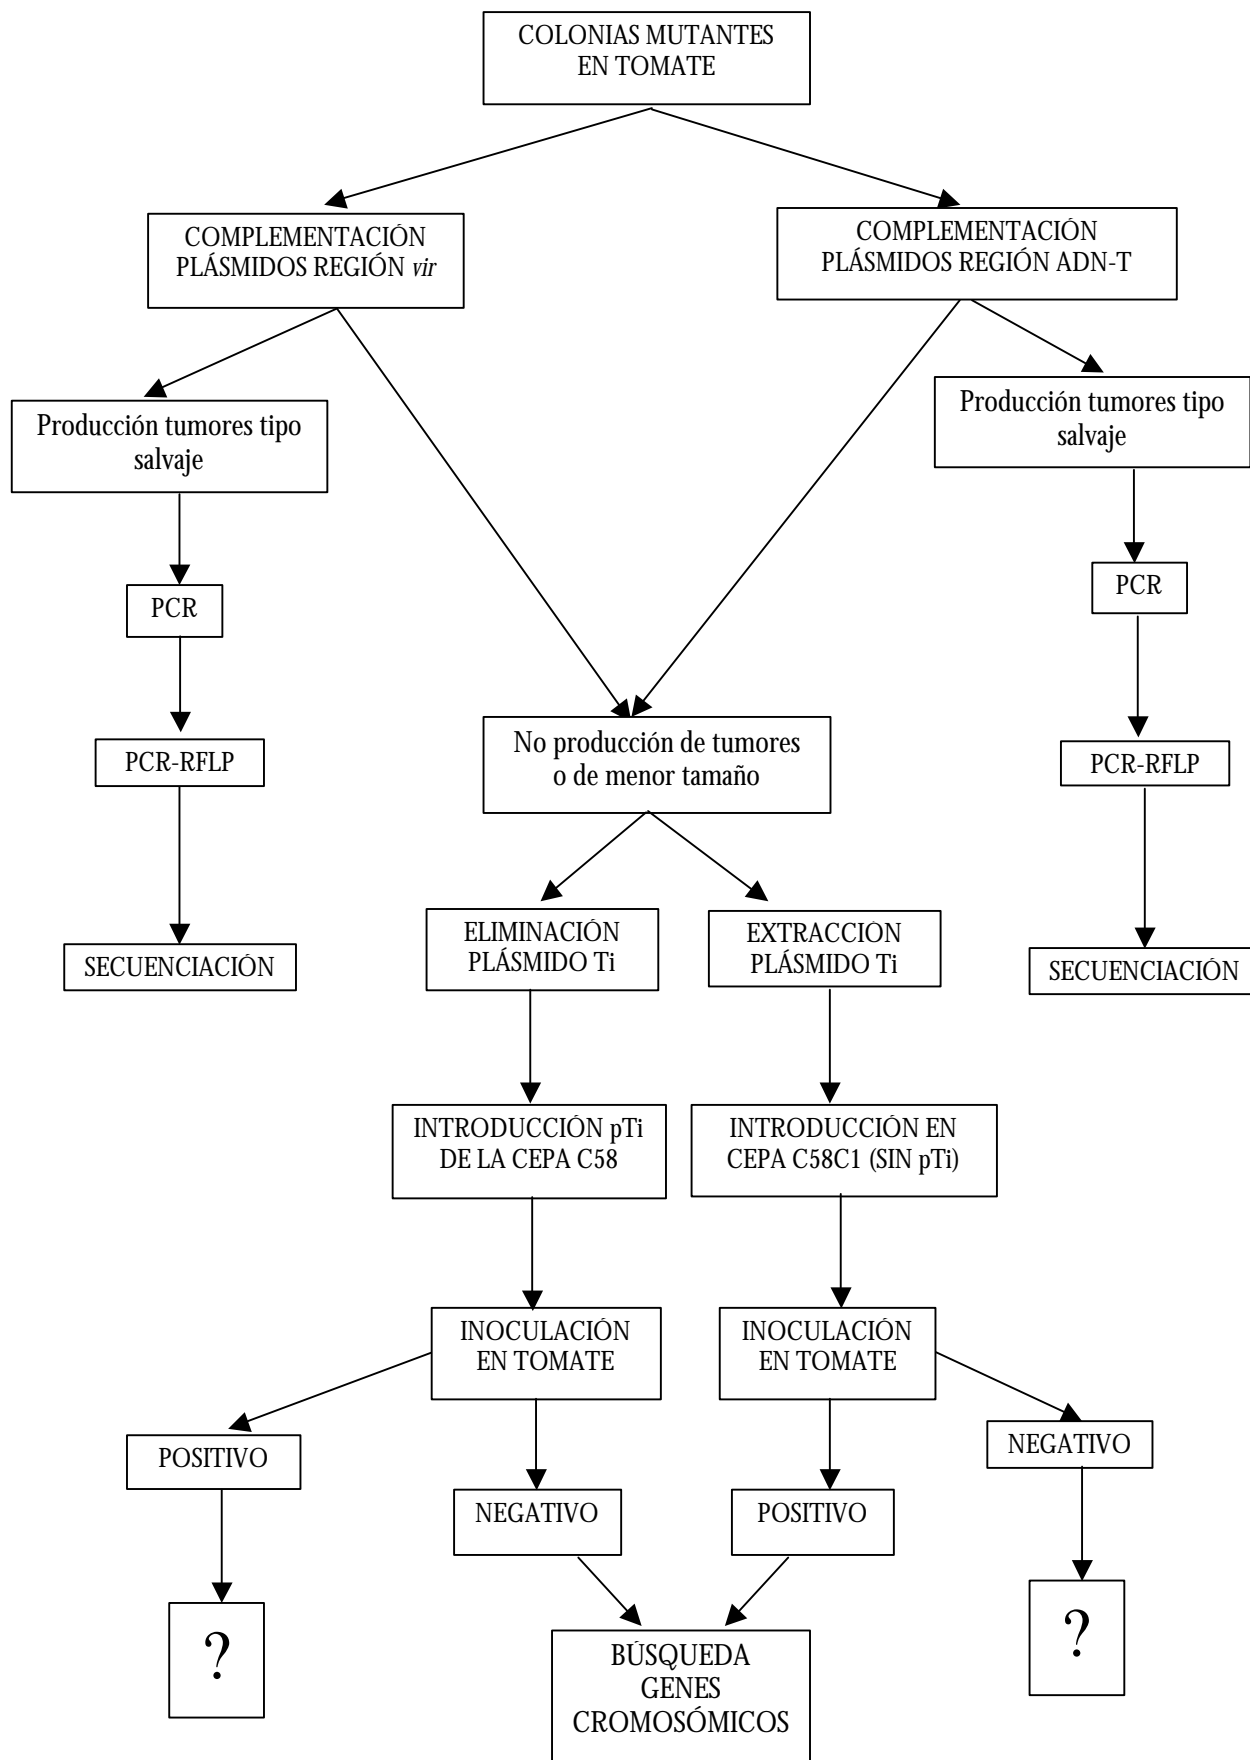 COLONIAS MUTANTES
EN TOMATE
COMPLEMENTACIÓN
PLÁSMIDOS REGIÓN vir
COMPLEMENTACIÓN
PLÁSMIDOS REGIÓN ADN-T
Producción tumores tipo
salvaje
Producción tumores tipo
salvaje
PCR
PCR
No producción de tumores
o de menor tamaño
PCR-RFLP
PCR-RFLP
ELIMINACIÓN
PLÁSMIDO Ti
EXTRACCIÓN
PLÁSMIDO Ti
SECUENCIACIÓN
SECUENCIACIÓN
INTRODUCCIÓN pTi
DE LA CEPA C58
INTRODUCCIÓN EN
CEPA C58C1 (SIN pTi)
INOCULACIÓN
EN TOMATE
INOCULACIÓN
EN TOMATE
POSITIVO
NEGATIVO
NEGATIVO
POSITIVO
?
?
BÚSQUEDA
GENES
CROMOSÓMICOS